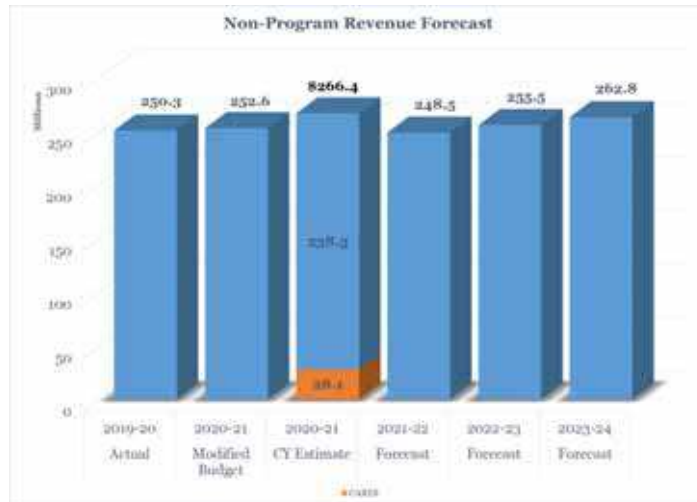 Non-Program Revenue Forecast
Millions
300
250
200
150
100
50
0
250.3
252.6
$266.4
248.5
255.5
262.8
238.3
28.1
2019-20
2020-21
2020-21
2021-22
2022-23
2023-24
Actual
Modified
Budget
CY Estimate
Forecast
Forecast
Forecast
CARES